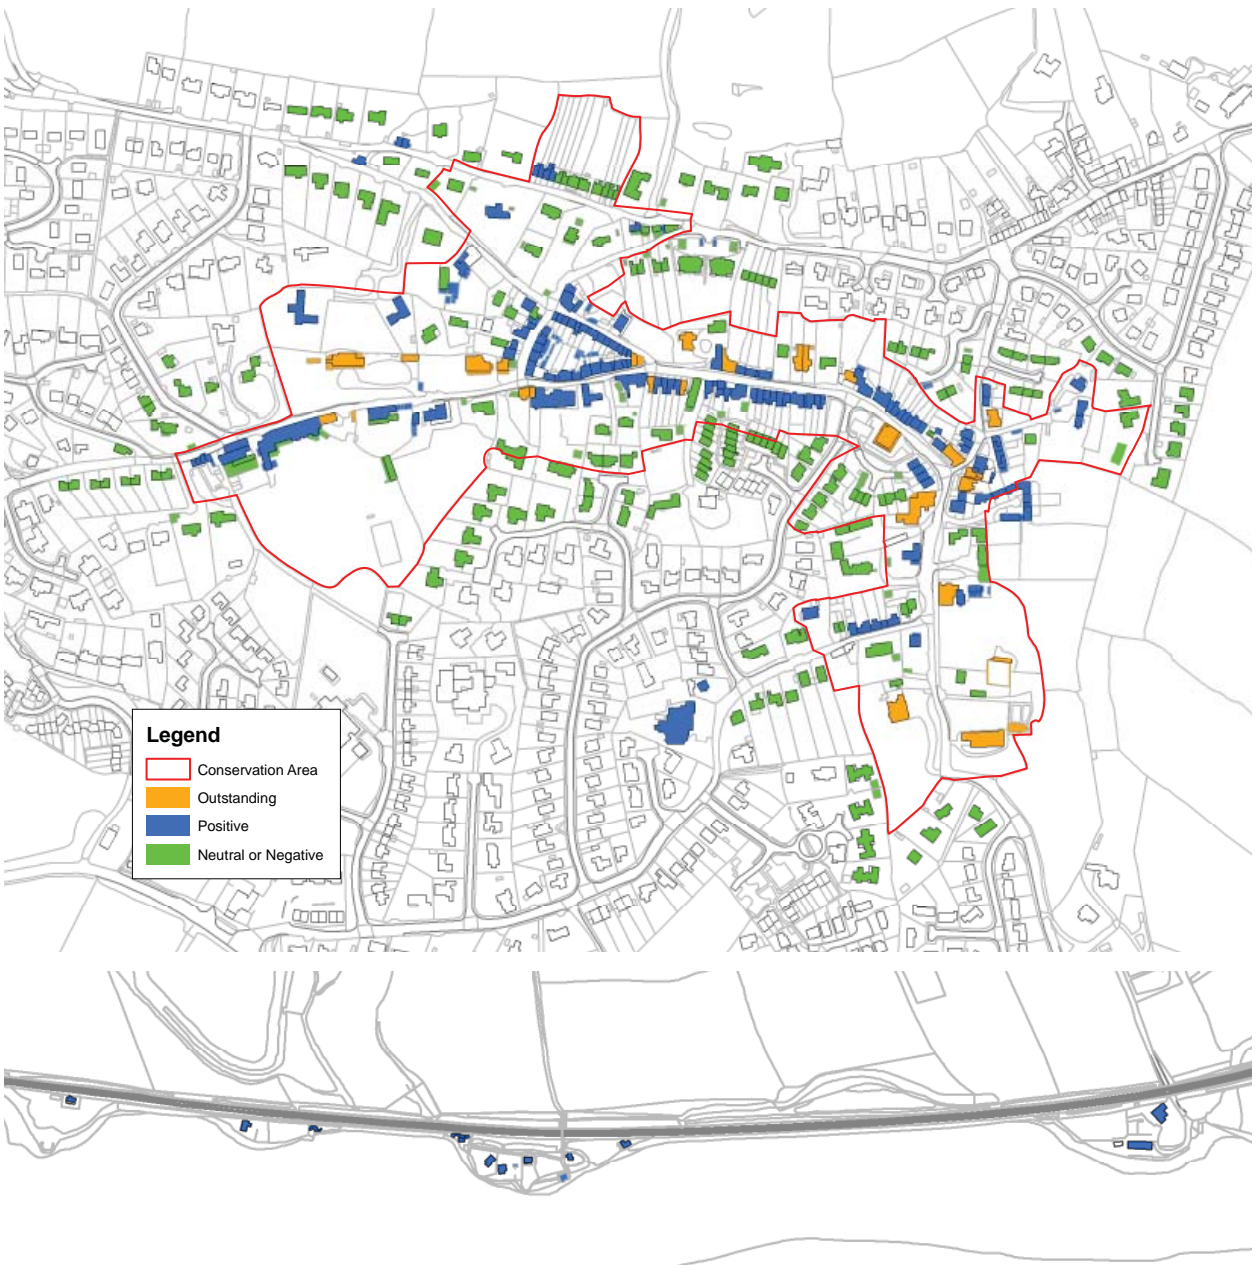 Legend
Conservation Area
Outstanding
Positive
Neutral or Negative